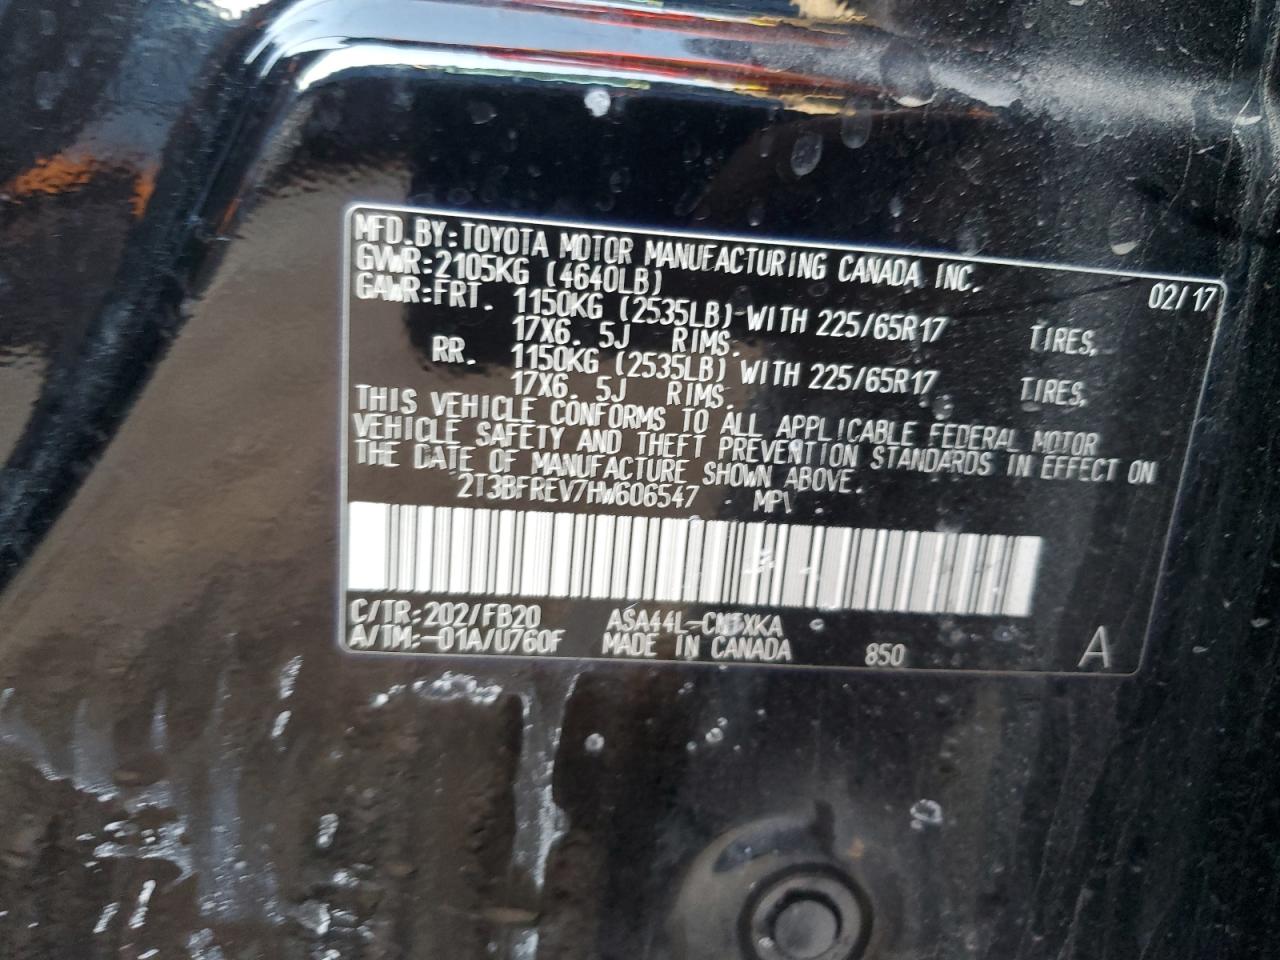 MFD.BY:TOYOTA MOTOR MANUFACTURING CANADA INC.
GVWR:2105KG (4640LB) 02/17
GAWR:FRT. 1150KG (2535LB) WITH 225/65R17 TIRES,
17X6.5J RIMS.
RR. 1150KG (2535LB) WITH 225/65R17 TIRES,
17X6.5J RIMS.
THIS VEHICLE CONFORMS TO ALL APPLICABLE FEDERAL MOTOR
VEHICLE SAFETY AND THEFT PREVENTION STANDARDS IN EFFECT ON
THE DATE OF MANUFACTURE SHOWN ABOVE.
2T3BFREV7HW606547 MPV
C/TR:202/FB20
A/TM:-01A/U760F MADE IN CANADA 850 A